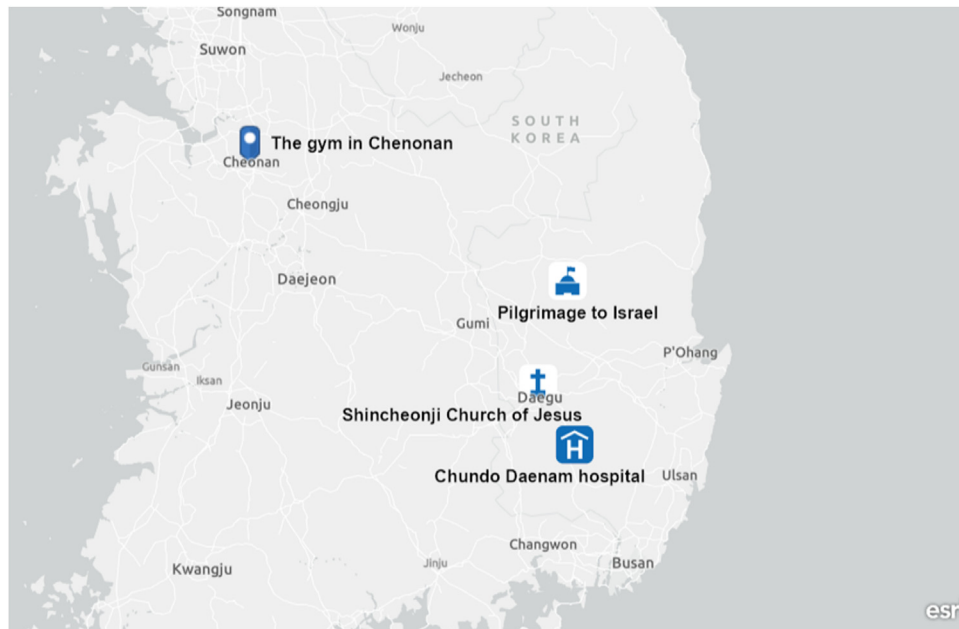 Songnam
Wonju
Suwon
Jecheon
SOUTH
KOREA
The gym in Chenonan
Cheonan
Cheongju
Daejeon
Pilgrimage to Israel
Gumi
P'Ohang
Gunsan
Iksan
Daegu
Jeonju
Shincheonji Church of Jesus
H
Chundo Daenam hospital
Ulsan
Changwon
Busan
Jinju
Kwangju
esri